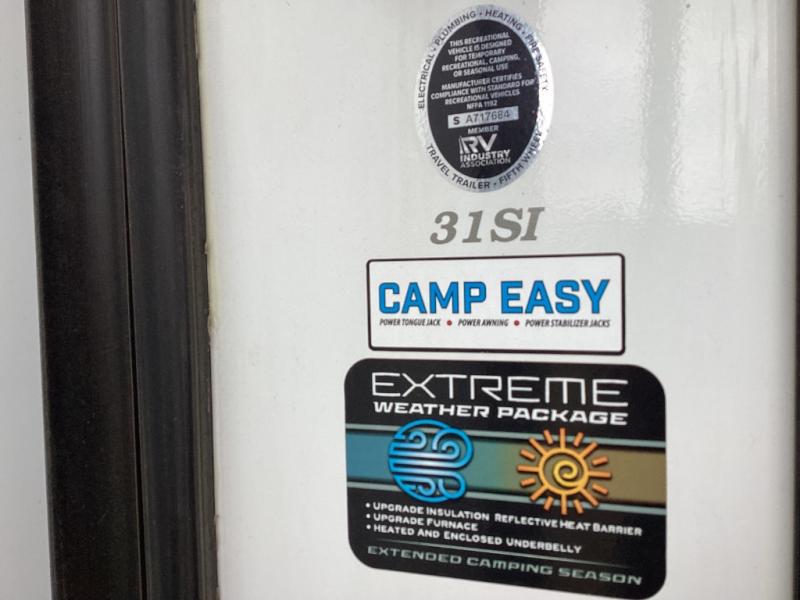 ELECTRICAL • PLUMBING • HEATING • FIRE SAFETY
THIS RECREATIONAL
VEHICLE IS DESIGNED
FOR TEMPORARY
RECREATIONAL, CAMPING,
OR SEASONAL USE
MANUFACTURER CERTIFIES
COMPLIANCE WITH STANDARD FOR
RECREATIONAL VEHICLES
NFPA 1192
S A717684
MEMBER
RV
INDUSTRY
ASSOCIATION
TRAVEL TRAILER • FIFTH WHEEL
31SI
CAMP EASY
POWER TONGUE JACK • POWER AWNING • POWER STABILIZER JACKS
EXTREME
WEATHER PACKAGE
• UPGRADE INSULATION REFLECTIVE HEAT BARRIER
• UPGRADE FURNACE
• HEATED AND ENCLOSED UNDERBELLY
EXTENDED CAMPING SEASON